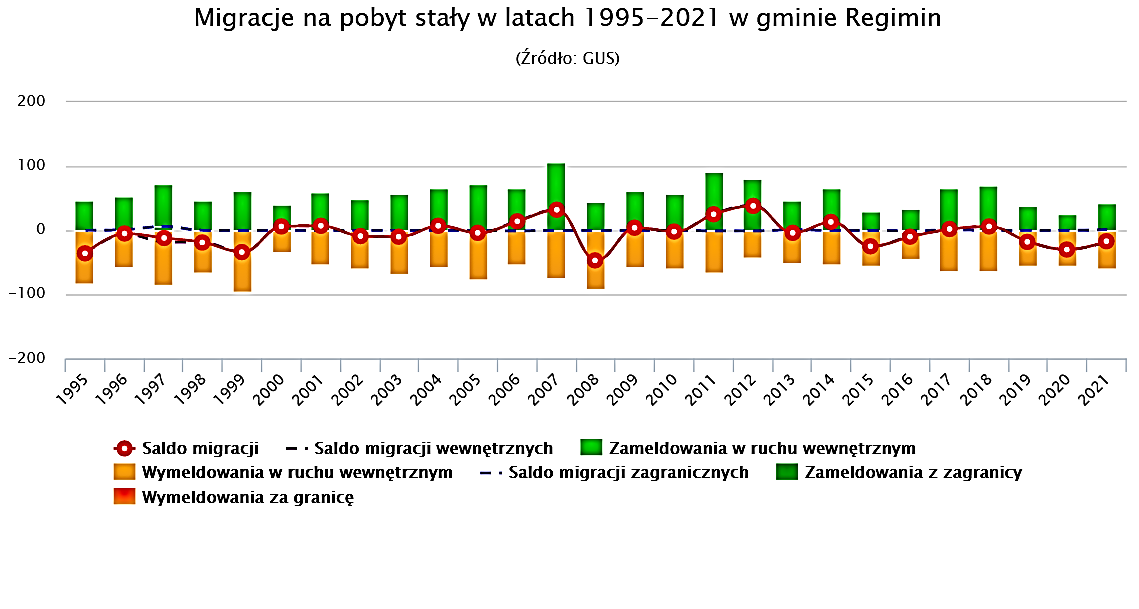 Migracje na pobyt stały w latach 1995-2021 w gminie Regimin
(Źródło: GUS)
200
100
0
-100
-200
1995 1996 1997 1998 1999 2000 2001 2002 2003 2004 2005 2006 2007 2008 2009 2010 2011 2012 2013 2014 2015 2016 2017 2018 2019 2020 2021
Saldo migracji Saldo migracji wewnętrznych Zameldowania w ruchu wewnętrznym
Wymeldowania w ruchu wewnętrznym Saldo migracji zagranicznych Zameldowania z zagranicy
Wymeldowania za granicę